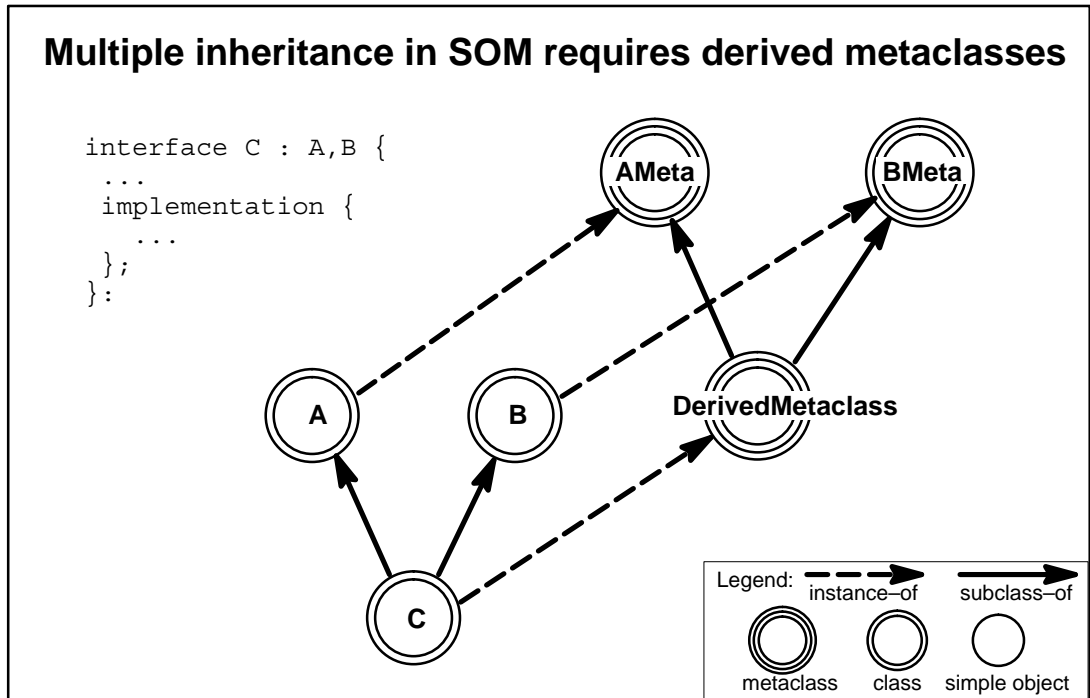 Multiple inheritance in SOM requires derived metaclasses
interface C : A,B {
...
implementation {
...
};
}:
AMeta
BMeta
A
B
DerivedMetaclass
C
Legend:
instance–of
subclass–of
metaclass
class
simple object